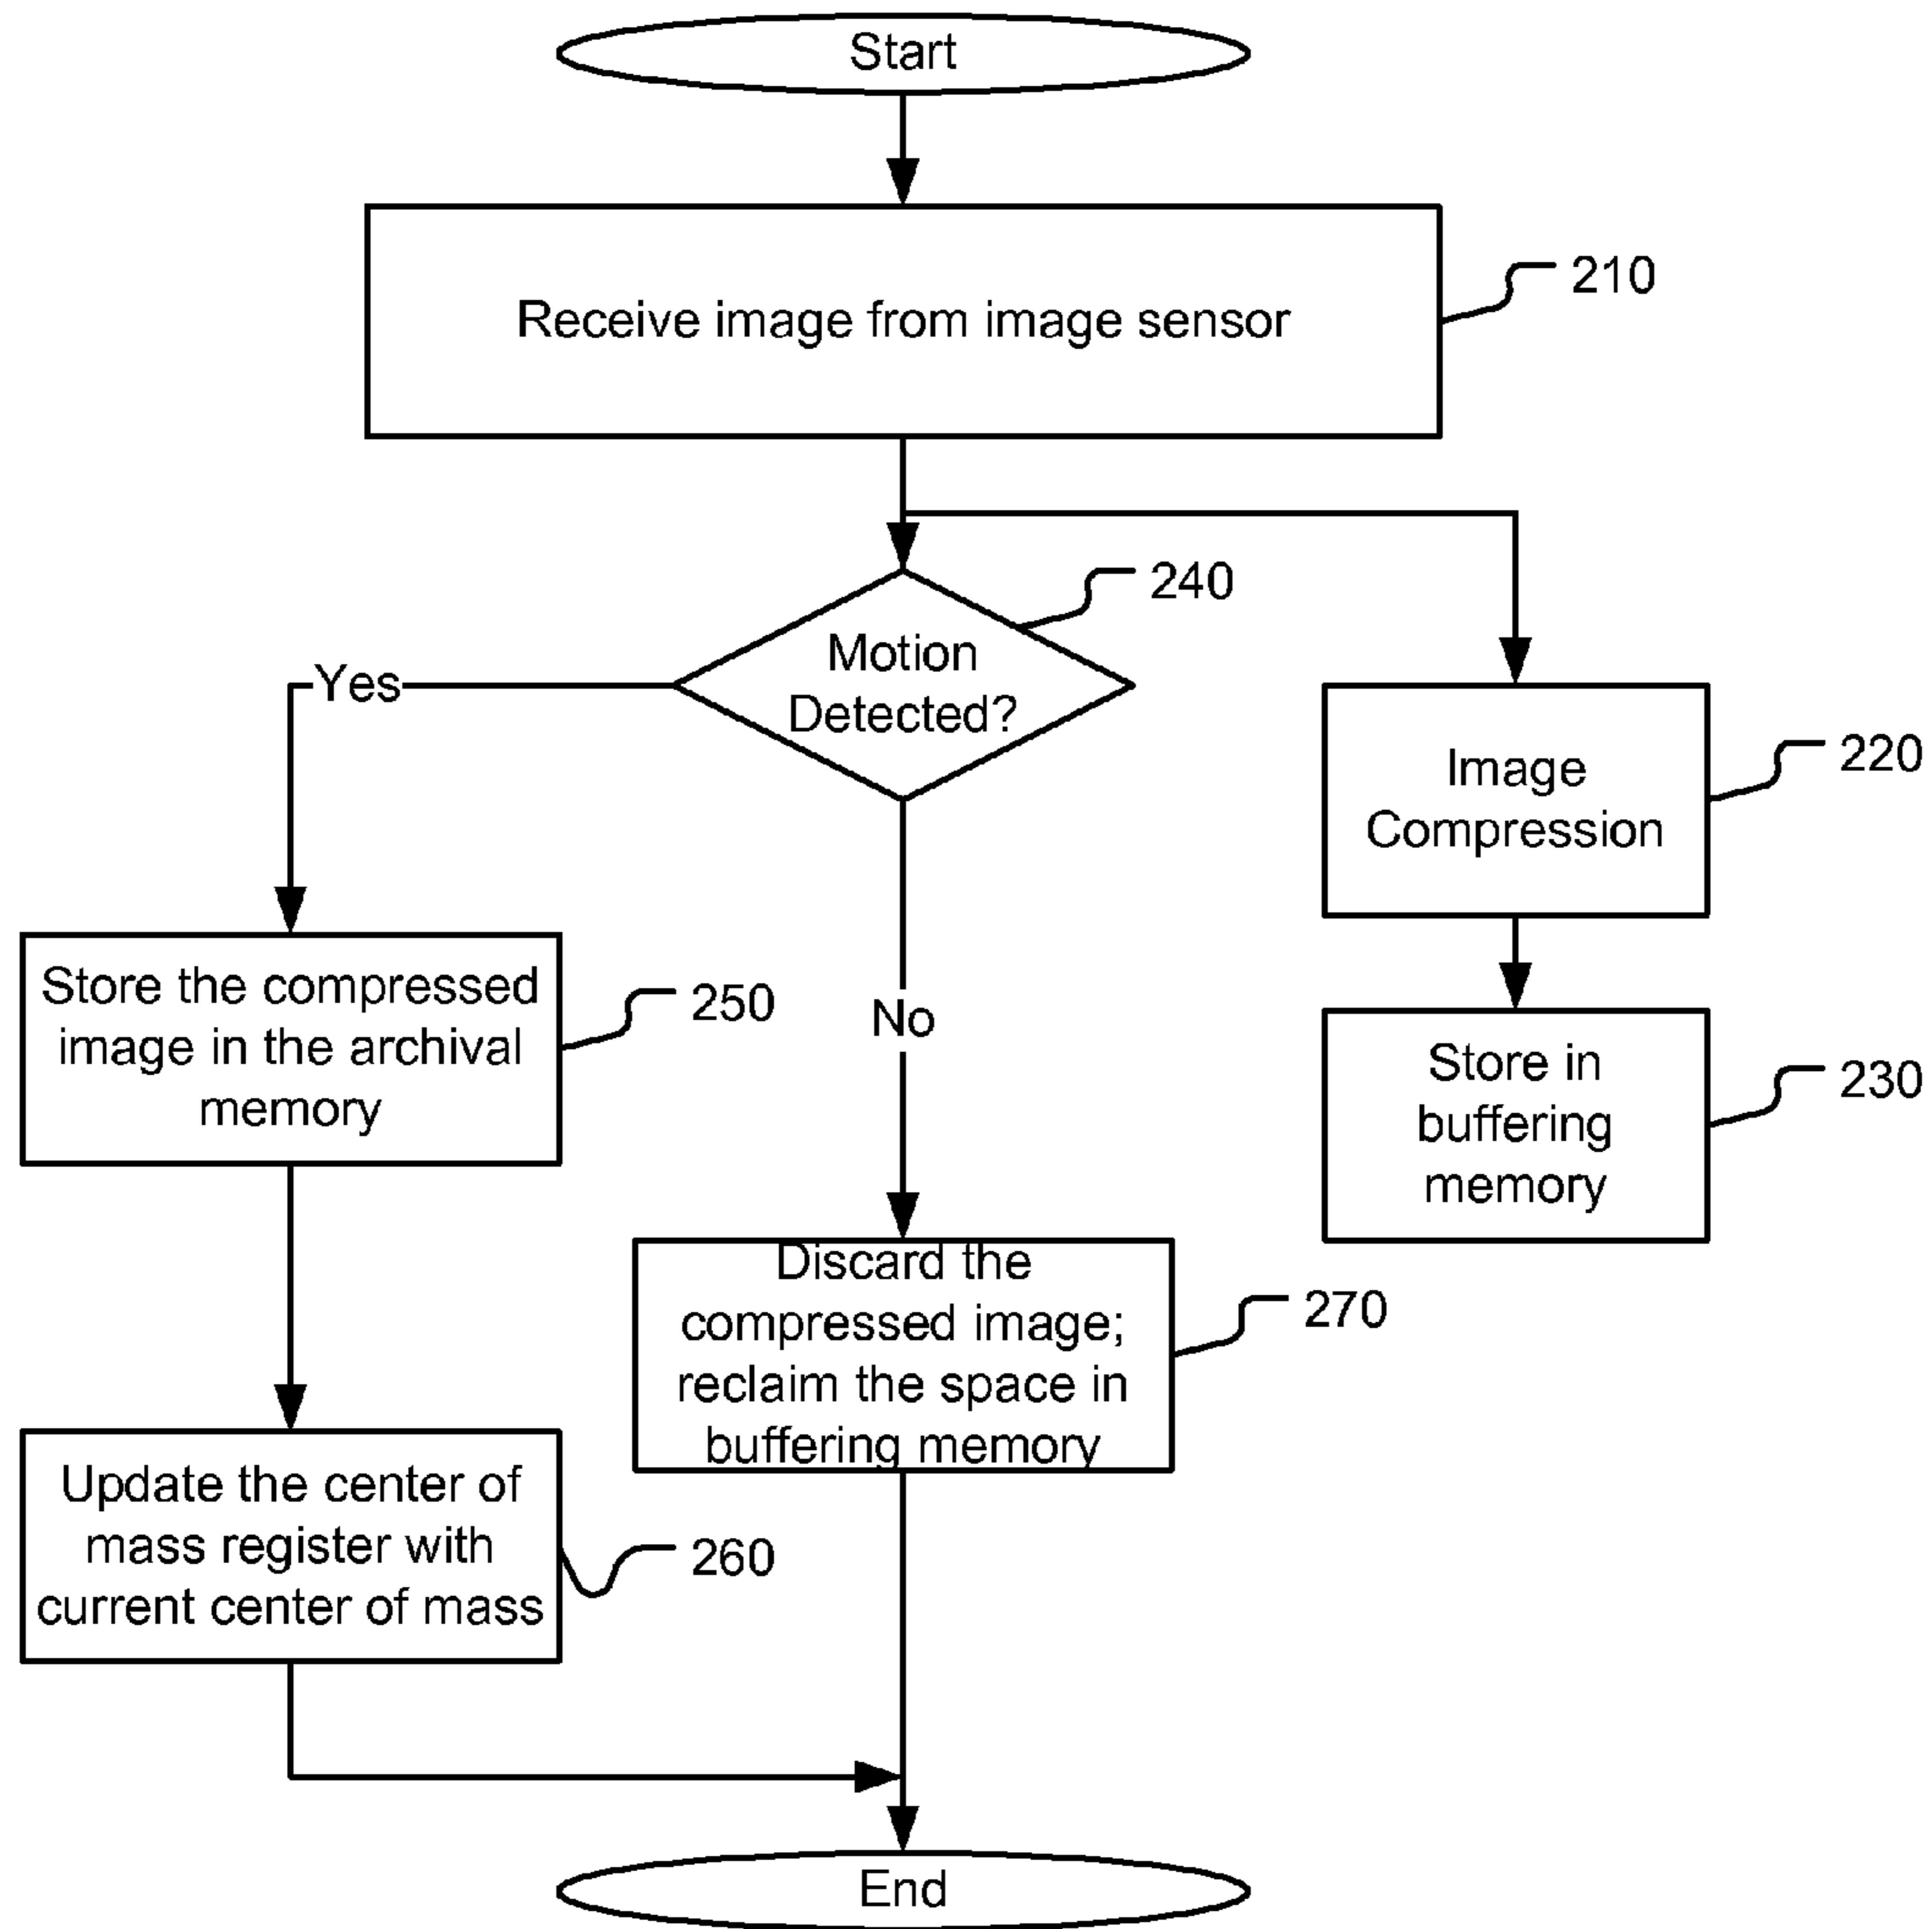 Start
Receive image from image sensor
210
240
Motion
Detected?
Yes
Image
Compression
220
Store the compressed
image in the archival
memory
250
No
Store in
buffering
memory
230
Discard the
compressed image;
reclaim the space in
buffering memory
270
Update the center of
mass register with
current center of mass
260
End